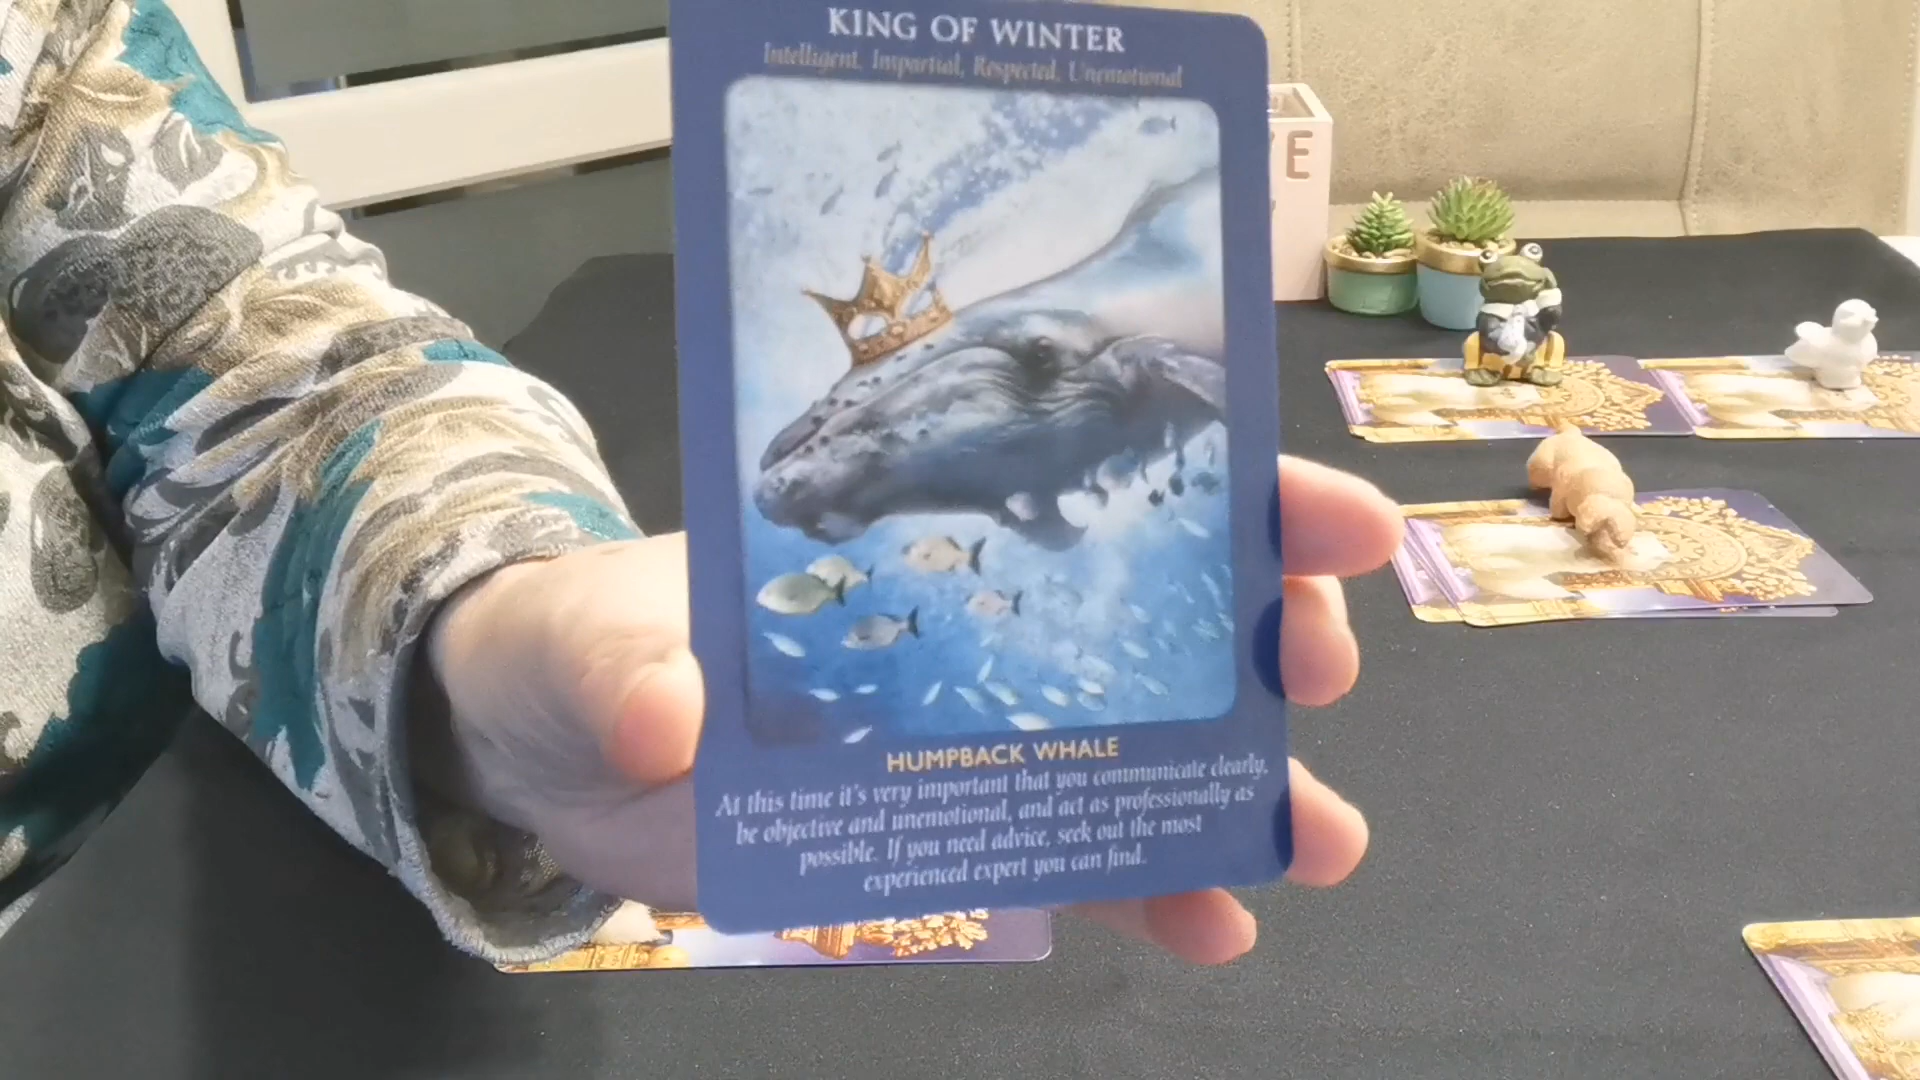 KING OF WINTER
Intelligent, Impartial, Respected, Unemotional
HUMPBACK WHALE
At this time it's very important that you communicate clearly,
be objective and unemotional, and act as professionally as
possible. If you need advice, seek out the most
experienced expert you can find.